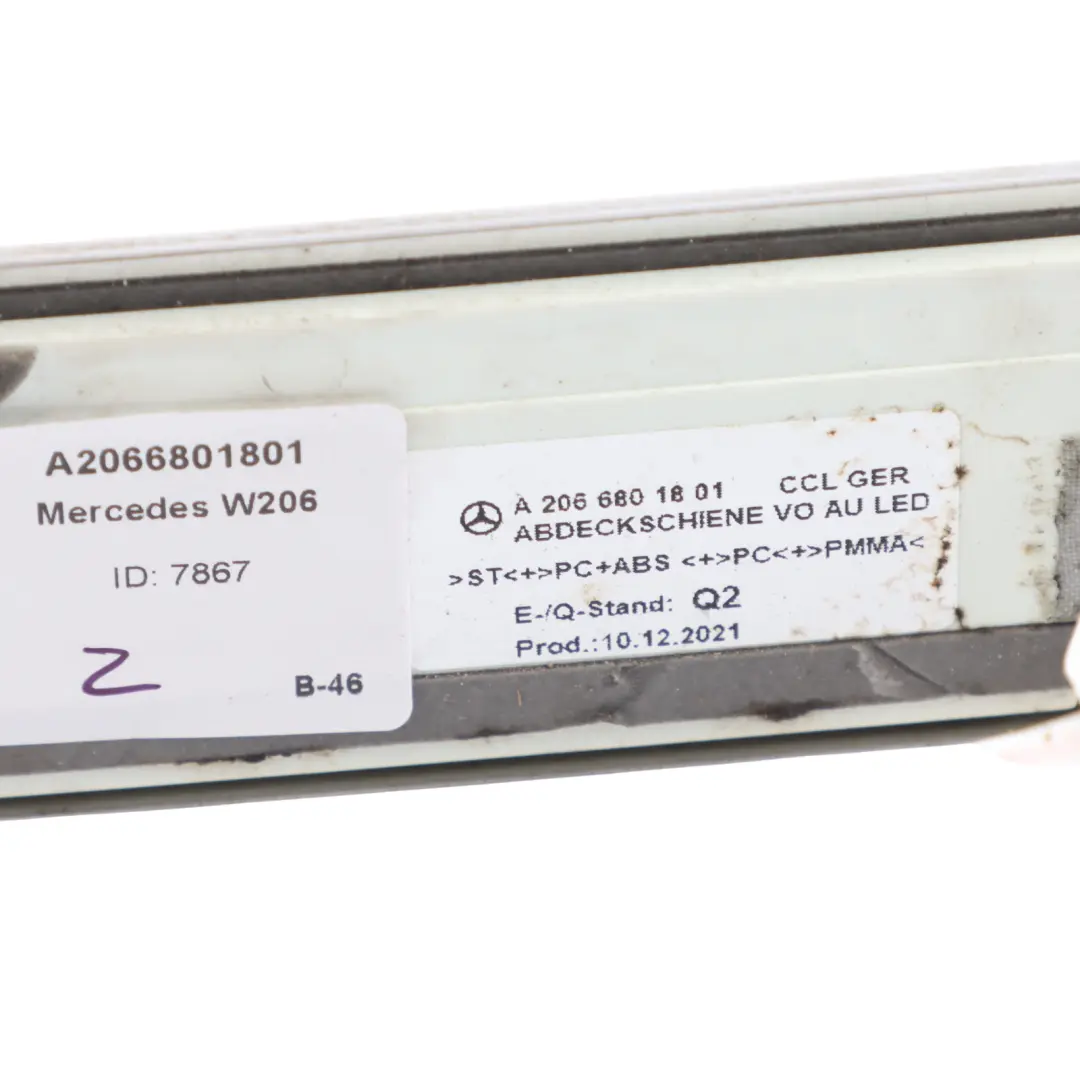 A2066801801
Mercedes W206
ID: 7867
Z
B-46
A 206 680 18 01 CCL GER
ABDECKSCHIENE VO AU LED
>ST<+>PC+ABS <+>PC<+>PMMA<
E-/Q-Stand: Q2
Prod.:10.12.2021